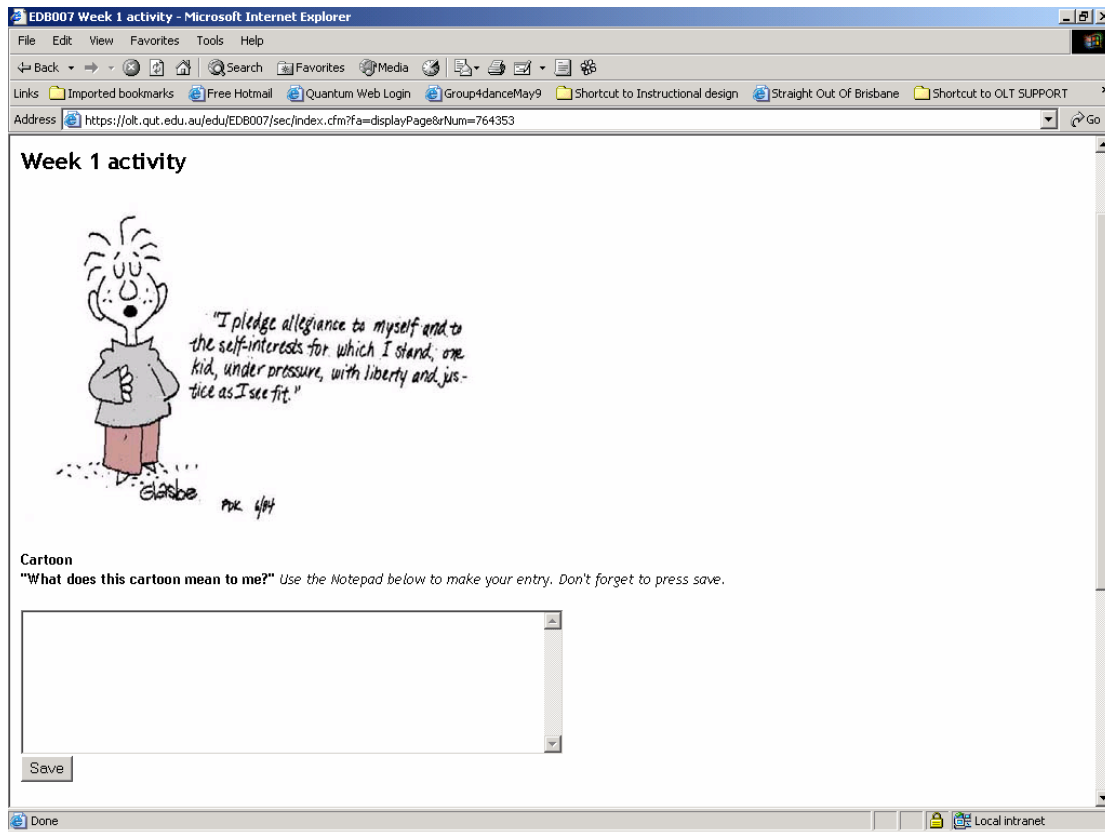 EDB007 Week 1 activity - Microsoft Internet Explorer
File Edit View Favorites Tools Help
Back Search Favorites Media
Links Imported bookmarks Free Hotmail Quantum Web Login Group4danceMay9 Shortcut to Instructional design Straight Out Of Brisbane Shortcut to OLT SUPPORT
Address https://olt.qut.edu.au/edu/EDB007/sec/index.cfm?fa=displayPage&rNum=764353 Go
Week 1 activity
"I pledge allegiance to myself and to
the self-interests for which I stand, one
kid, under pressure, with liberty and jus-
tice as I see fit."
Glasbe
PDK 6/84
Cartoon
"What does this cartoon mean to me?" Use the Notepad below to make your entry. Don't forget to press save.
Save
Done Local intranet